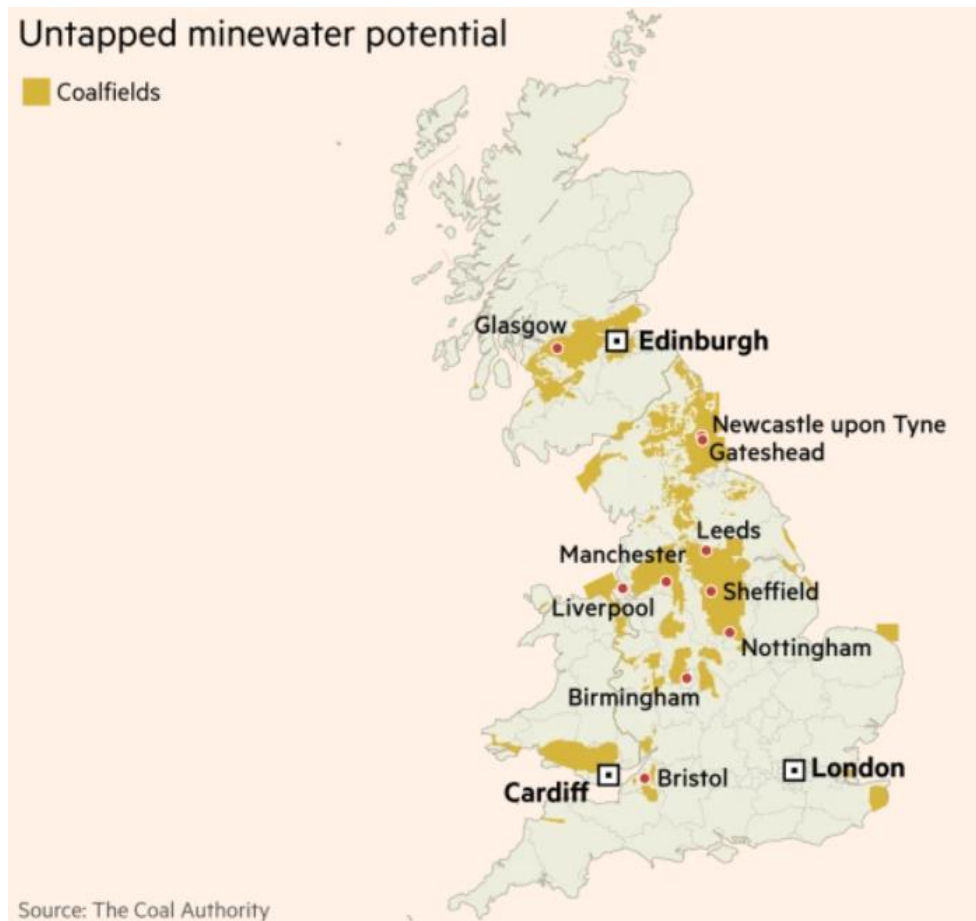 Untapped minewater potential
Coalfields
Glasgow
Edinburgh
Newcastle upon Tyne
Gateshead
Leeds
Manchester
Sheffield
Liverpool
Nottingham
Birmingham
London
Cardiff
Bristol
Source: The Coal Authority